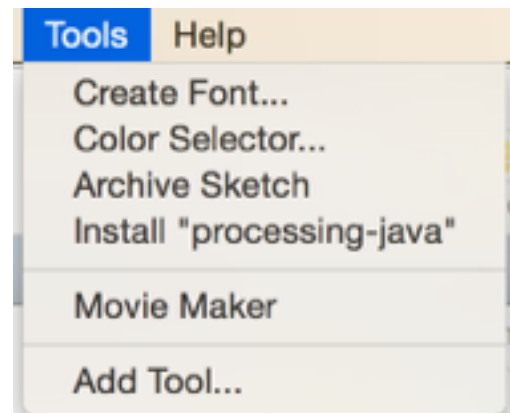 Tools Help
Create Font...
Color Selector...
Archive Sketch
Install "processing-java"
Movie Maker
Add Tool...